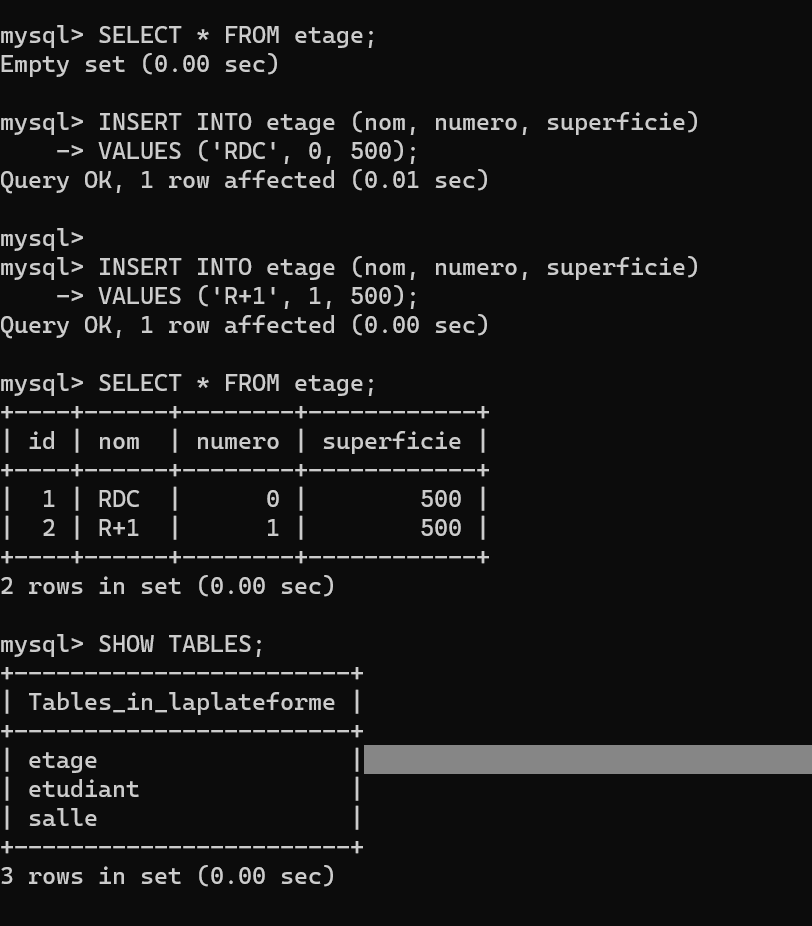 mysql> SELECT * FROM etage;
Empty set (0.00 sec)
mysql> INSERT INTO etage (nom, numero, superficie)
    -> VALUES ('RDC', 0, 500);
Query OK, 1 row affected (0.01 sec)
mysql>
mysql> INSERT INTO etage (nom, numero, superficie)
    -> VALUES ('R+1', 1, 500);
Query OK, 1 row affected (0.00 sec)
mysql> SELECT * FROM etage;
+----+------+--------+------------+
| id | nom  | numero | superficie |
+----+------+--------+------------+
|  1 | RDC  |      0 |        500 |
|  2 | R+1  |      1 |        500 |
+----+------+--------+------------+
2 rows in set (0.00 sec)
mysql> SHOW TABLES;
+------------------------+
| Tables_in_laplateforme |
+------------------------+
| etage                  |
| etudiant               |
| salle                  |
+------------------------+
3 rows in set (0.00 sec)